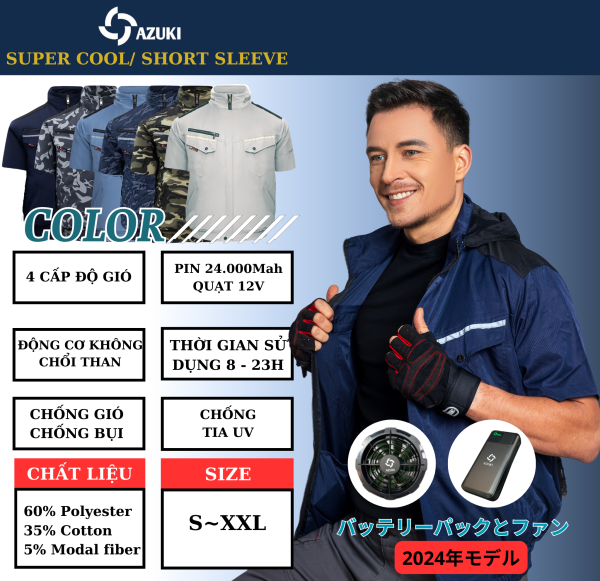 AZUKI
SUPER COOL/ SHORT SLEEVE
COLOR
4 CẤP ĐỘ GIÓ
PIN 24.000Mah
QUẠT 12V
ĐỘNG CƠ KHÔNG
CHỔI THAN
THỜI GIAN SỬ
DỤNG 8 - 23H
CHỐNG GIÓ
CHỐNG BỤI
CHỐNG
TIA UV
CHẤT LIỆU
60% Polyester
35% Cotton
5% Modal fiber
SIZE
S~XXL
AZUKI
AZUKI
バッテリーパックとファン
2024年モデル